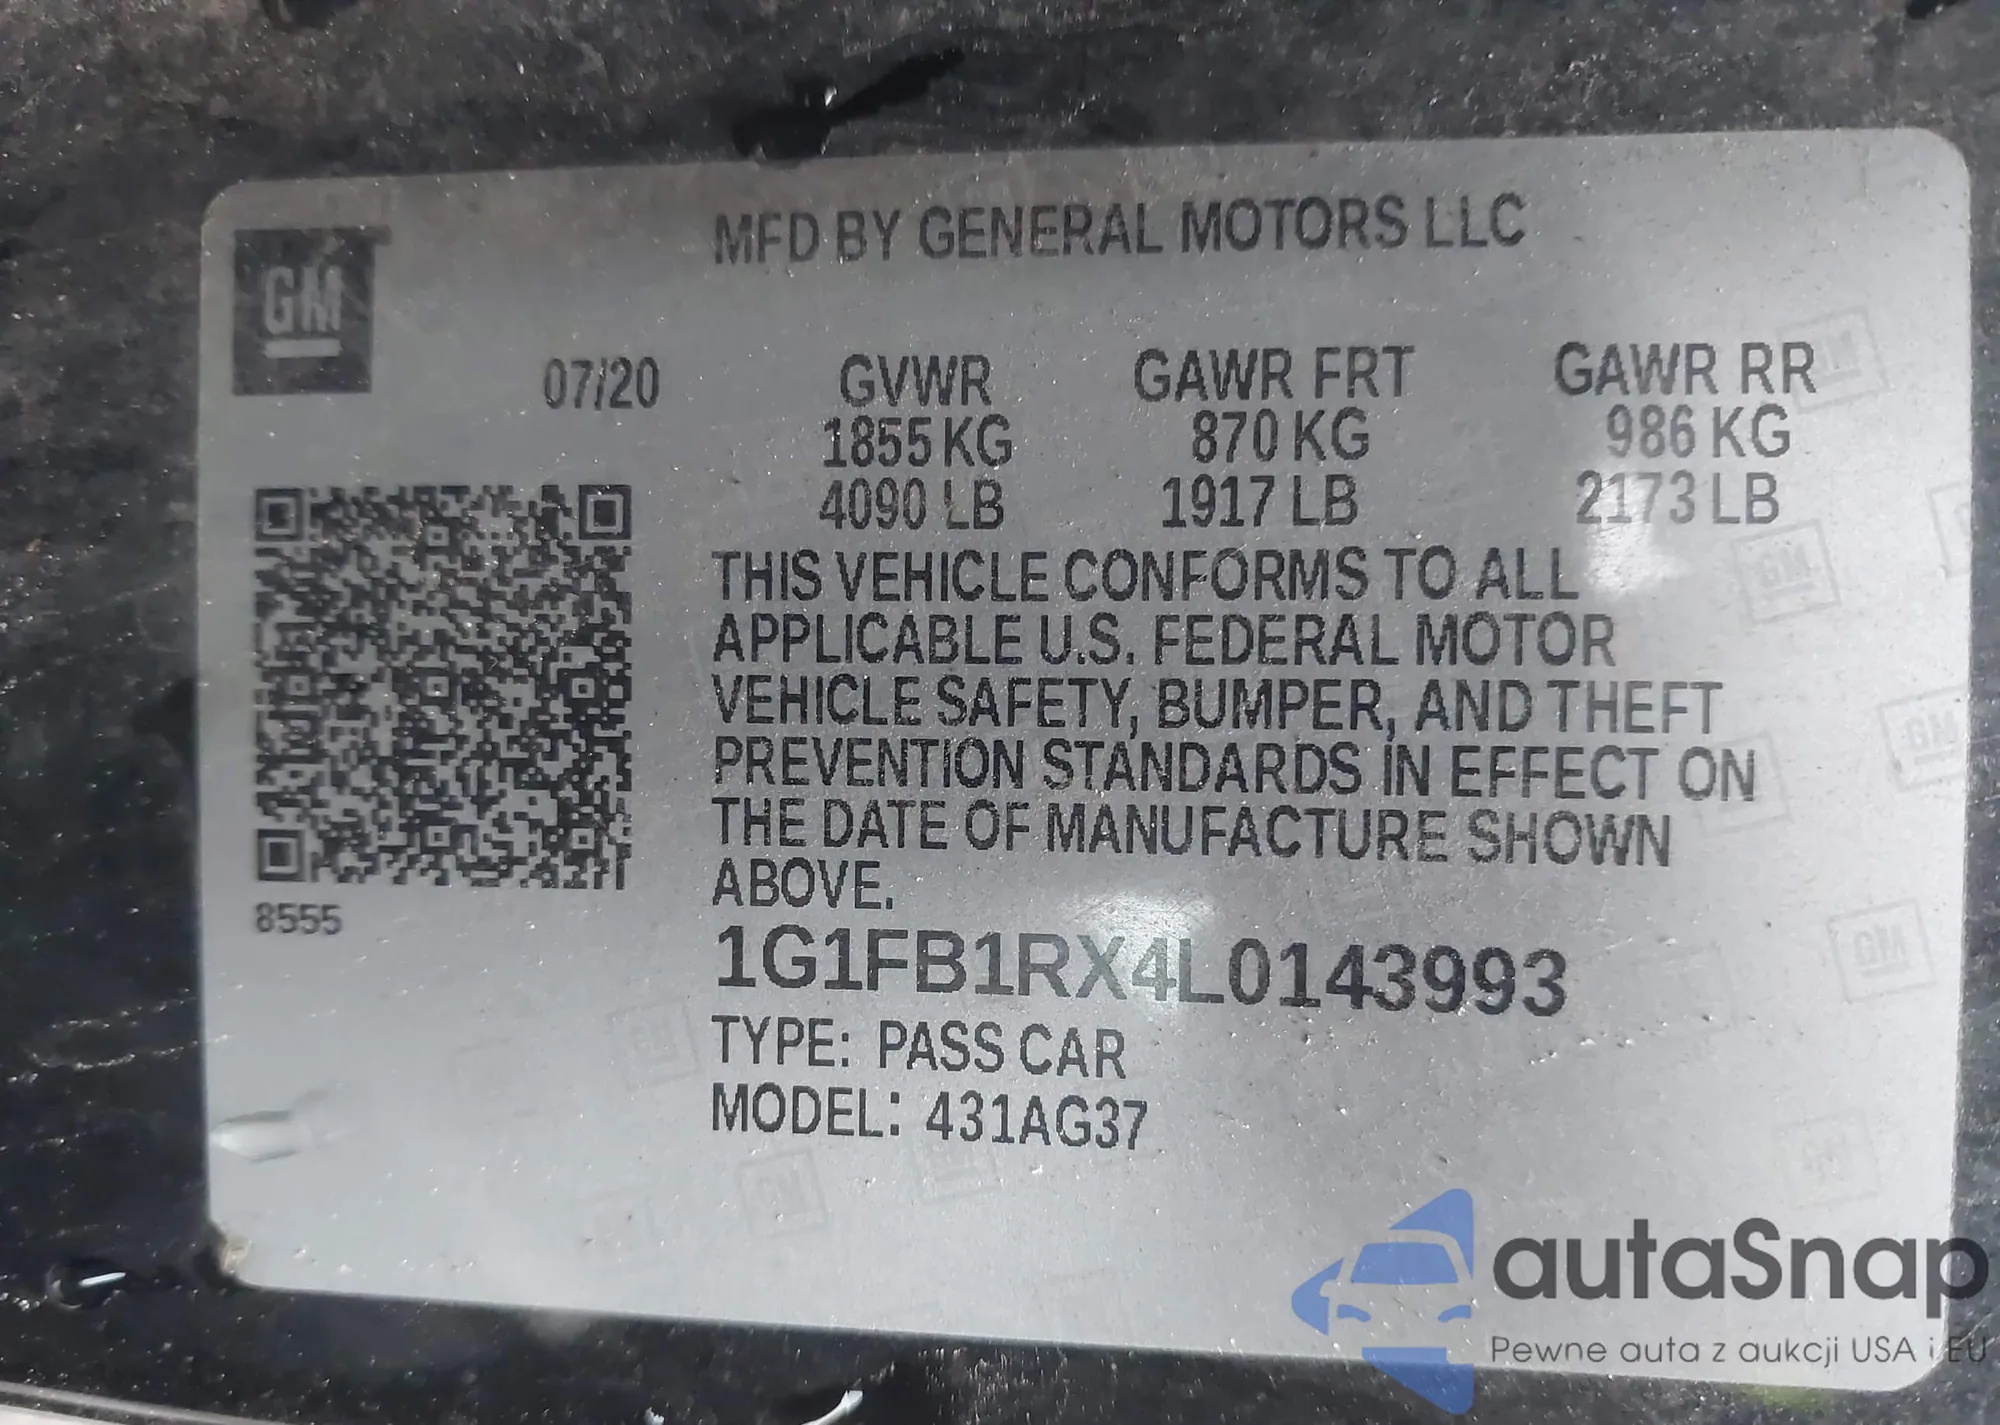 MFD BY GENERAL MOTORS LLC
GM
07/20 GVWR GAWR FRT GAWR RR
1855 KG 870 KG 986 KG
4090 LB 1917 LB 2173 LB
THIS VEHICLE CONFORMS TO ALL
APPLICABLE U.S. FEDERAL MOTOR
VEHICLE SAFETY, BUMPER, AND THEFT
PREVENTION STANDARDS IN EFFECT ON
THE DATE OF MANUFACTURE SHOWN
ABOVE.
8555
1G1FB1RX4L0143993
TYPE: PASS CAR
MODEL: 431AG37
autaSnap
Pewne auta z aukcji USA i EU